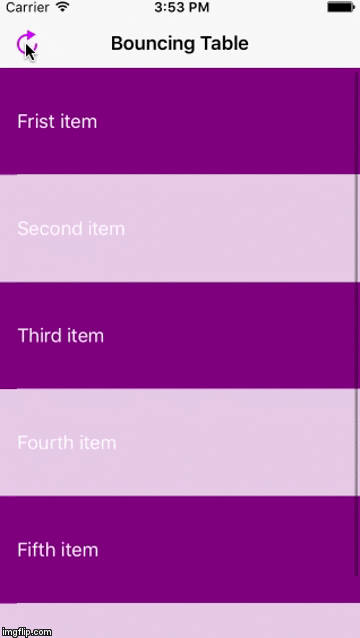 Carrier 3:53 PM
Bouncing Table
Frist item
Second item
Third item
Fourth item
Fifth item
imgflip.com